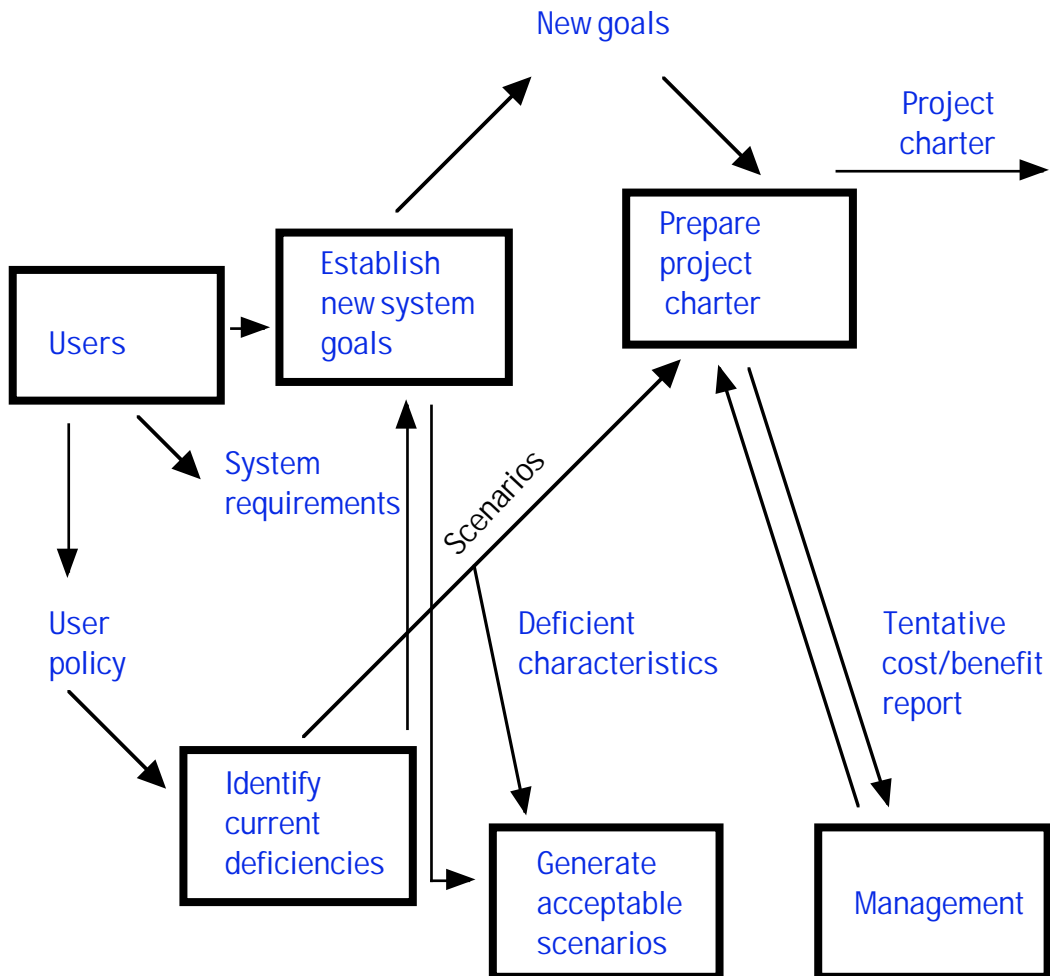 New goals
Project
charter
Prepare
project
charter
Establish
new system
goals
Users
System
requirements
Scenarios
User
policy
Deficient
characteristics
Tentative
cost/benefit
report
Identify
current
deficiencies
Generate
acceptable
scenarios
Management